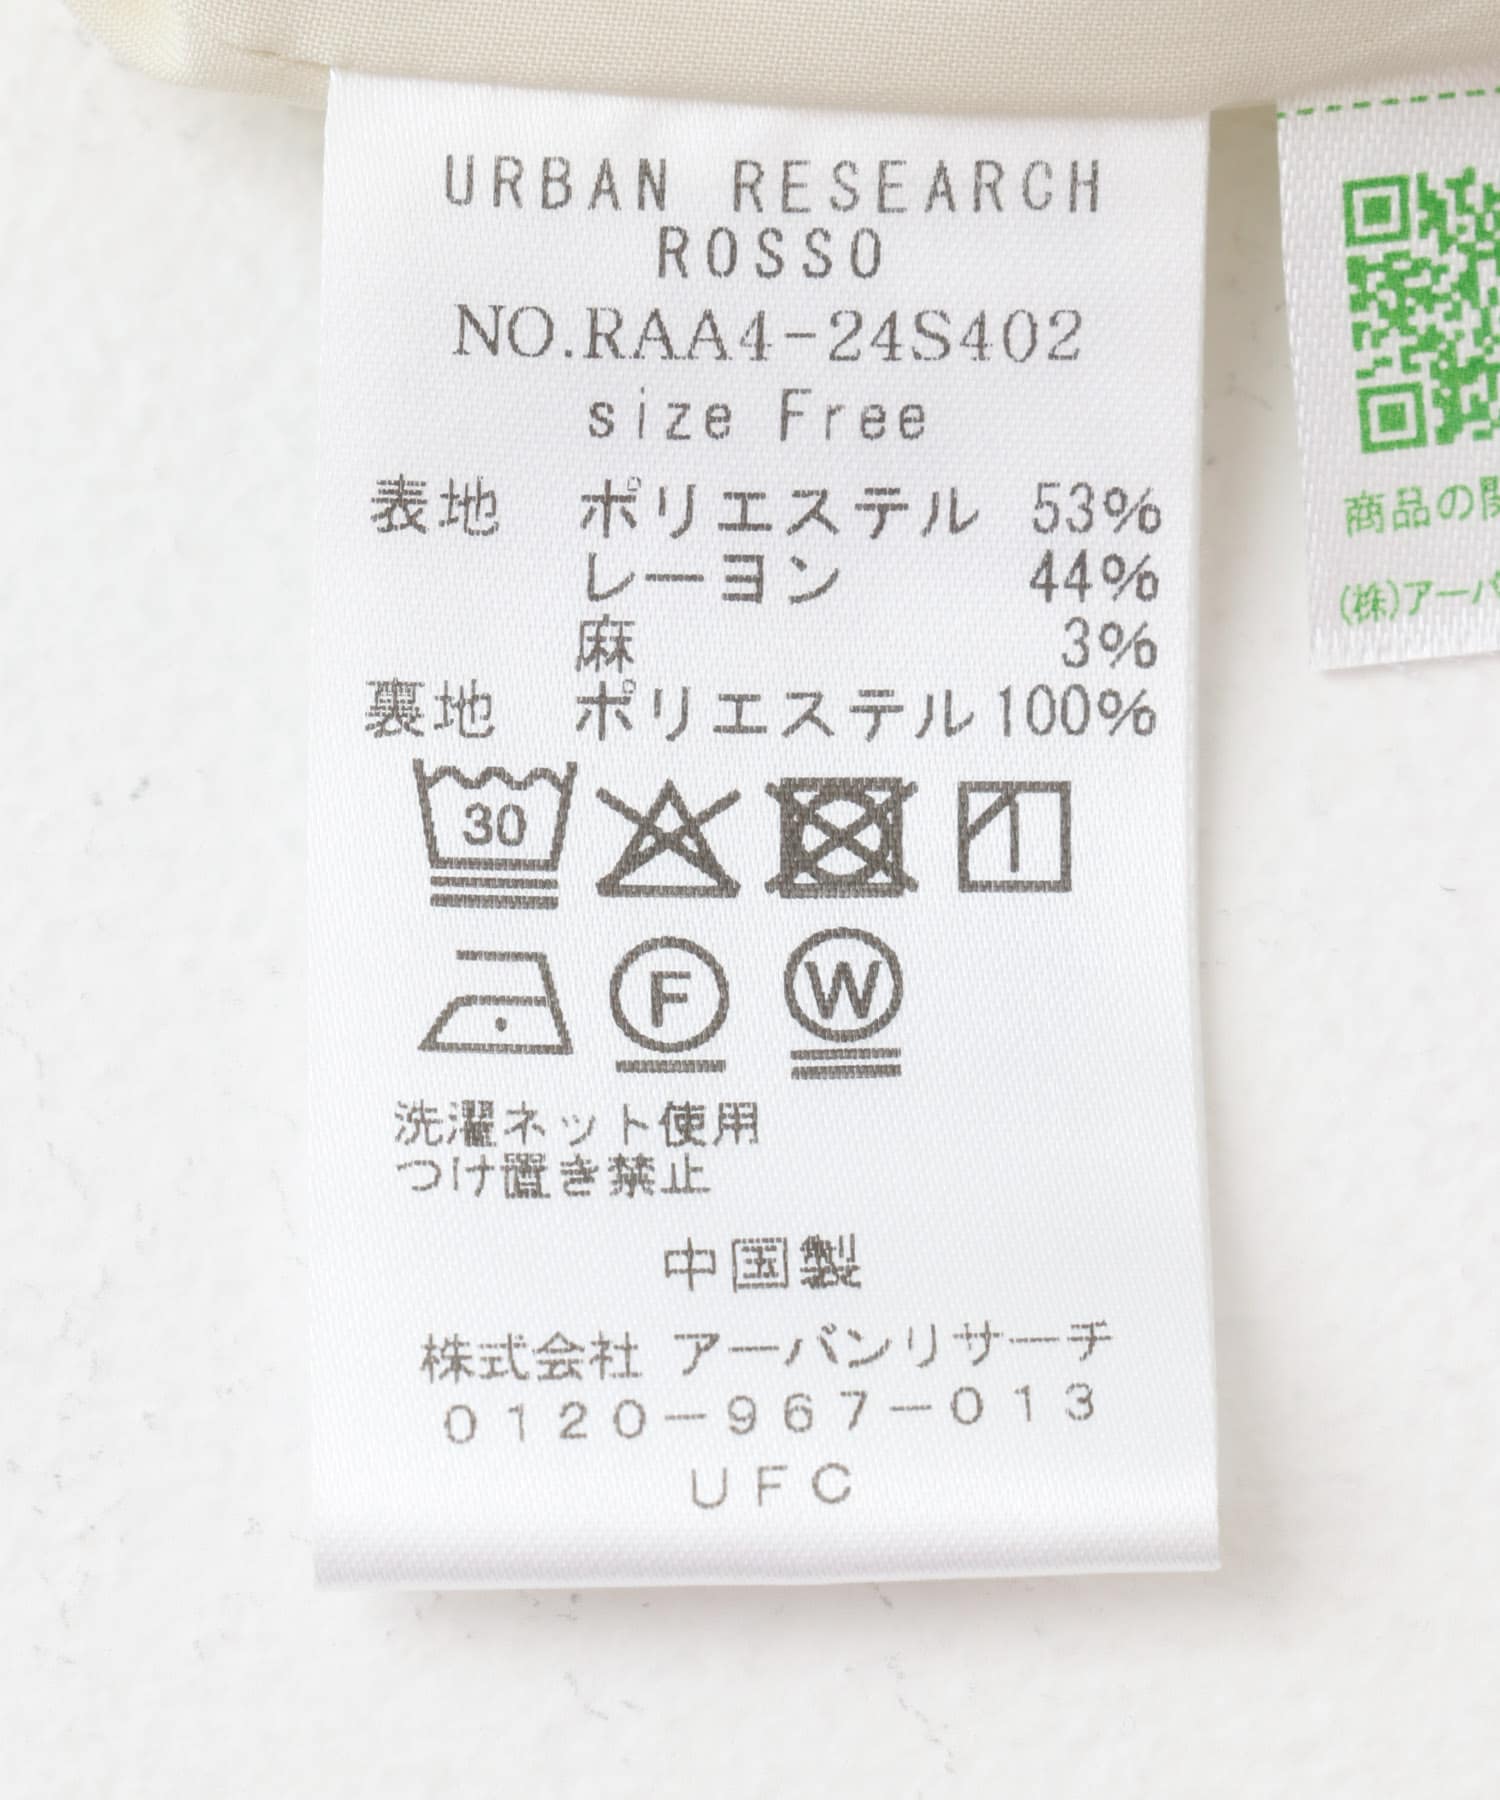 URBAN RESEARCH
ROSSO
NO.RAA4-24S402
size Free
表地 ポリエステル 53%
レーヨン 44%
麻 3%
裏地 ポリエステル 100%
30
F
W
洗濯ネット使用
つけ置き禁止
中国製
株式会社 アーバンリサーチ
0120-967-013
UFC
商品の
(株)アーバ